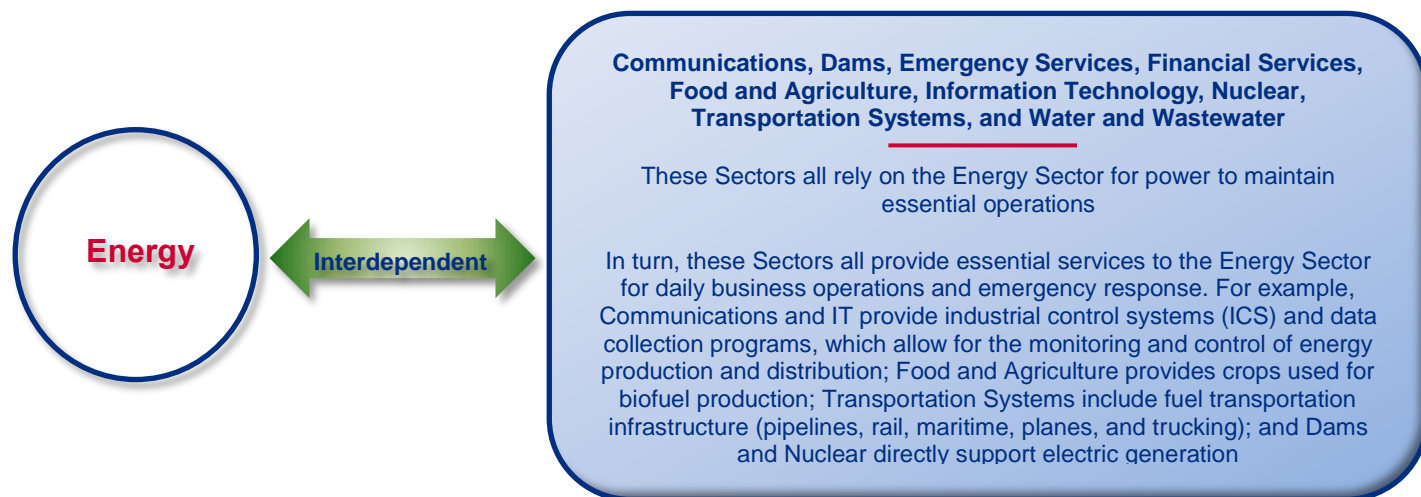 Energy
Interdependent
Communications, Dams, Emergency Services, Financial Services,
Food and Agriculture, Information Technology, Nuclear,
Transportation Systems, and Water and Wastewater
These Sectors all rely on the Energy Sector for power to maintain
essential operations
In turn, these Sectors all provide essential services to the Energy Sector
for daily business operations and emergency response. For example,
Communications and IT provide industrial control systems (ICS) and data
collection programs, which allow for the monitoring and control of energy
production and distribution; Food and Agriculture provides crops used for
biofuel production; Transportation Systems include fuel transportation
infrastructure (pipelines, rail, maritime, planes, and trucking); and Dams
and Nuclear directly support electric generation